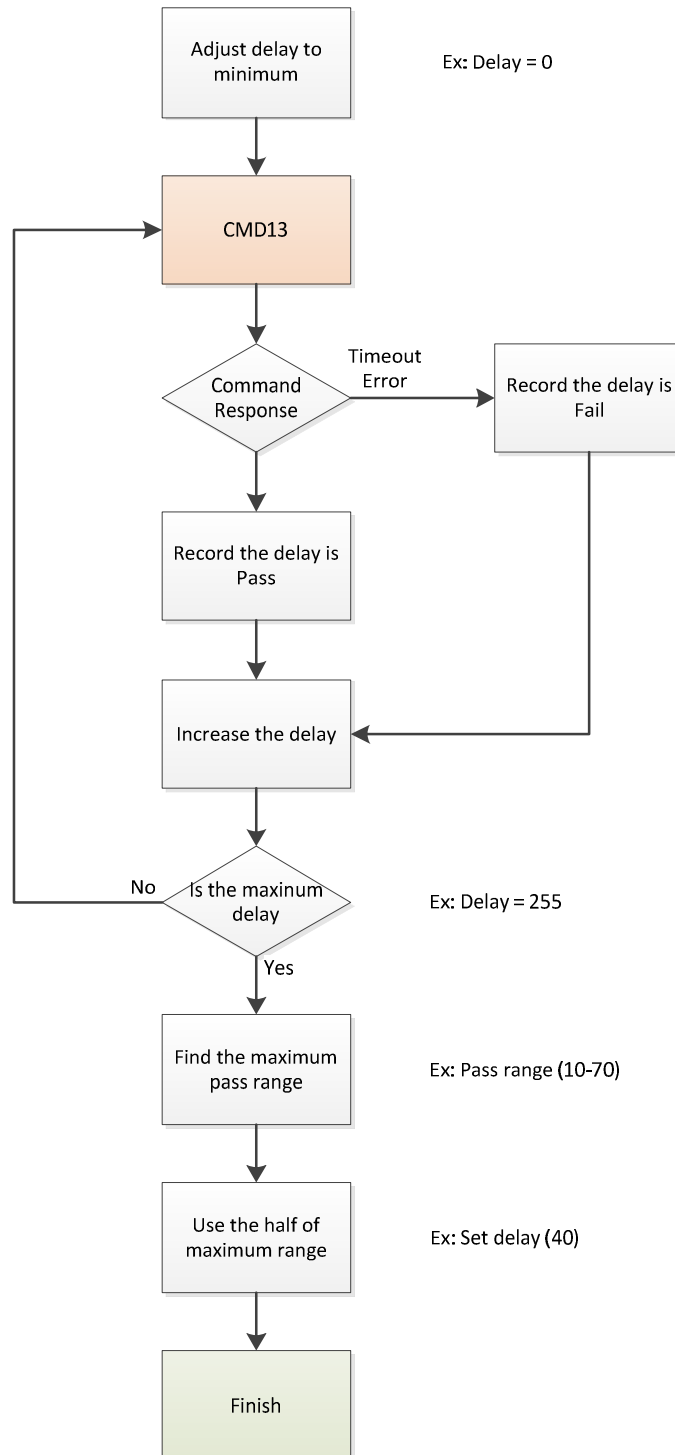 Adjust delay to
minimum
Ex: Delay = 0
CMD13
Command
Response
Timeout
Error
Record the delay is
Fail
Record the delay is
Pass
Increase the delay
No
Is the maxinum
delay
Ex: Delay = 255
Yes
Find the maximum
pass range
Ex: Pass range (10-70)
Use the half of
maximum range
Ex: Set delay (40)
Finish